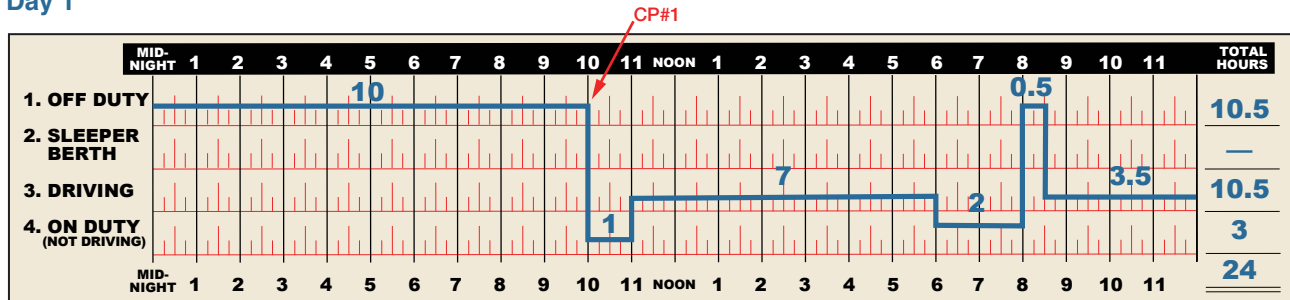 Day 1
CP#1
MID-NIGHT 1 2 3 4 5 6 7 8 9 10 11 NOON 1 2 3 4 5 6 7 8 9 10 11 TOTAL HOURS
1. OFF DUTY 10 0.5 10.5
2. SLEEPER BERTH —
3. DRIVING 7 3.5 10.5
4. ON DUTY (NOT DRIVING) 1 2 3
MID-NIGHT 1 2 3 4 5 6 7 8 9 10 11 NOON 1 2 3 4 5 6 7 8 9 10 11 24